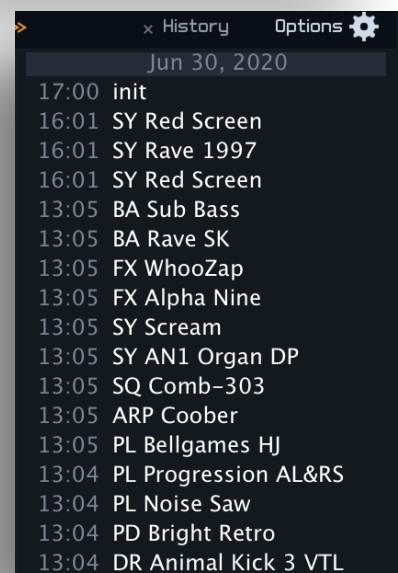 × History Options
Jun 30, 2020
17:00 init
16:01 SY Red Screen
16:01 SY Rave 1997
16:01 SY Red Screen
13:05 BA Sub Bass
13:05 BA Rave SK
13:05 FX WhooZap
13:05 FX Alpha Nine
13:05 SY Scream
13:05 SY AN1 Organ DP
13:05 SQ Comb-303
13:05 ARP Coober
13:05 PL Bellgames HJ
13:04 PL Progression AL&RS
13:04 PL Noise Saw
13:04 PD Bright Retro
13:04 DR Animal Kick 3 VTL